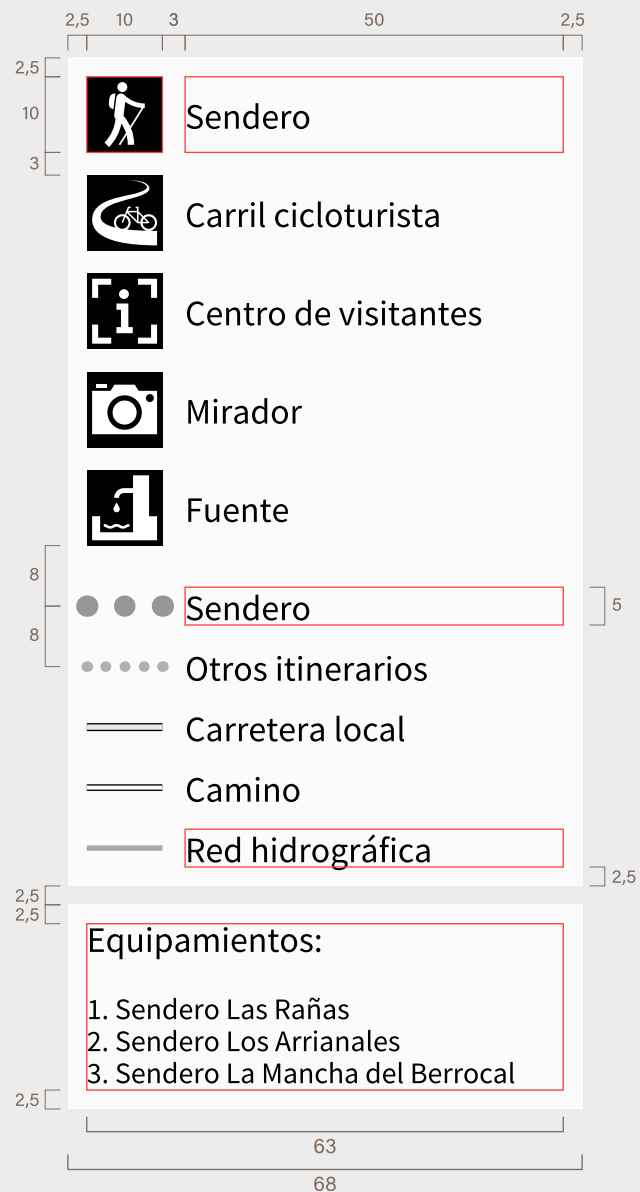 2,5 10 3 50 2,5
2,5
10
Sendero
3
Carril cicloturista
Centro de visitantes
Mirador
Fuente
8
Sendero
5
8
Otros itinerarios
Carretera local
Camino
Red hidrográfica
2,5
2,5
2,5
Equipamientos:
1. Sendero Las Rañas
2. Sendero Los Arrianales
3. Sendero La Mancha del Berrocal
2,5
63
68